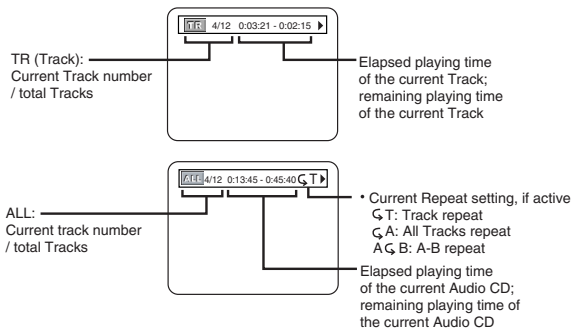 TR 4/12 0:03:21 - 0:02:15
TR (Track):
Current Track number
/ total Tracks
Elapsed playing time
of the current Track;
remaining playing time
of the current Track
ALL 4/12 0:13:45 - 0:45:40 T
ALL:
Current track number
/ total Tracks
• Current Repeat setting, if active
T: Track repeat
A: All Tracks repeat
A B: A-B repeat
Elapsed playing time
of the current Audio CD;
remaining playing time of
the current Audio CD